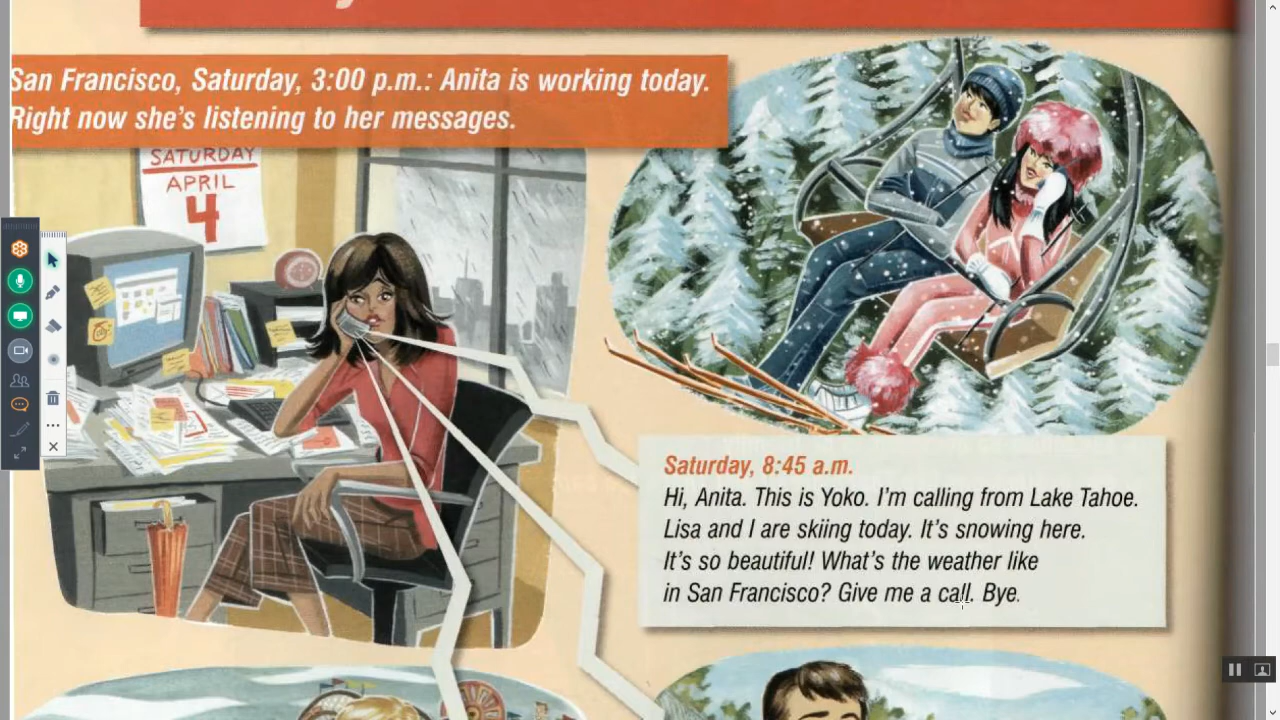 San Francisco, Saturday, 3:00 p.m.: Anita is working today.
Right now she's listening to her messages.
SATURDAY
APRIL
4
Saturday, 8:45 a.m.
Hi, Anita. This is Yoko. I'm calling from Lake Tahoe.
Lisa and I are skiing today. It's snowing here.
It's so beautiful! What's the weather like
in San Francisco? Give me a call. Bye.